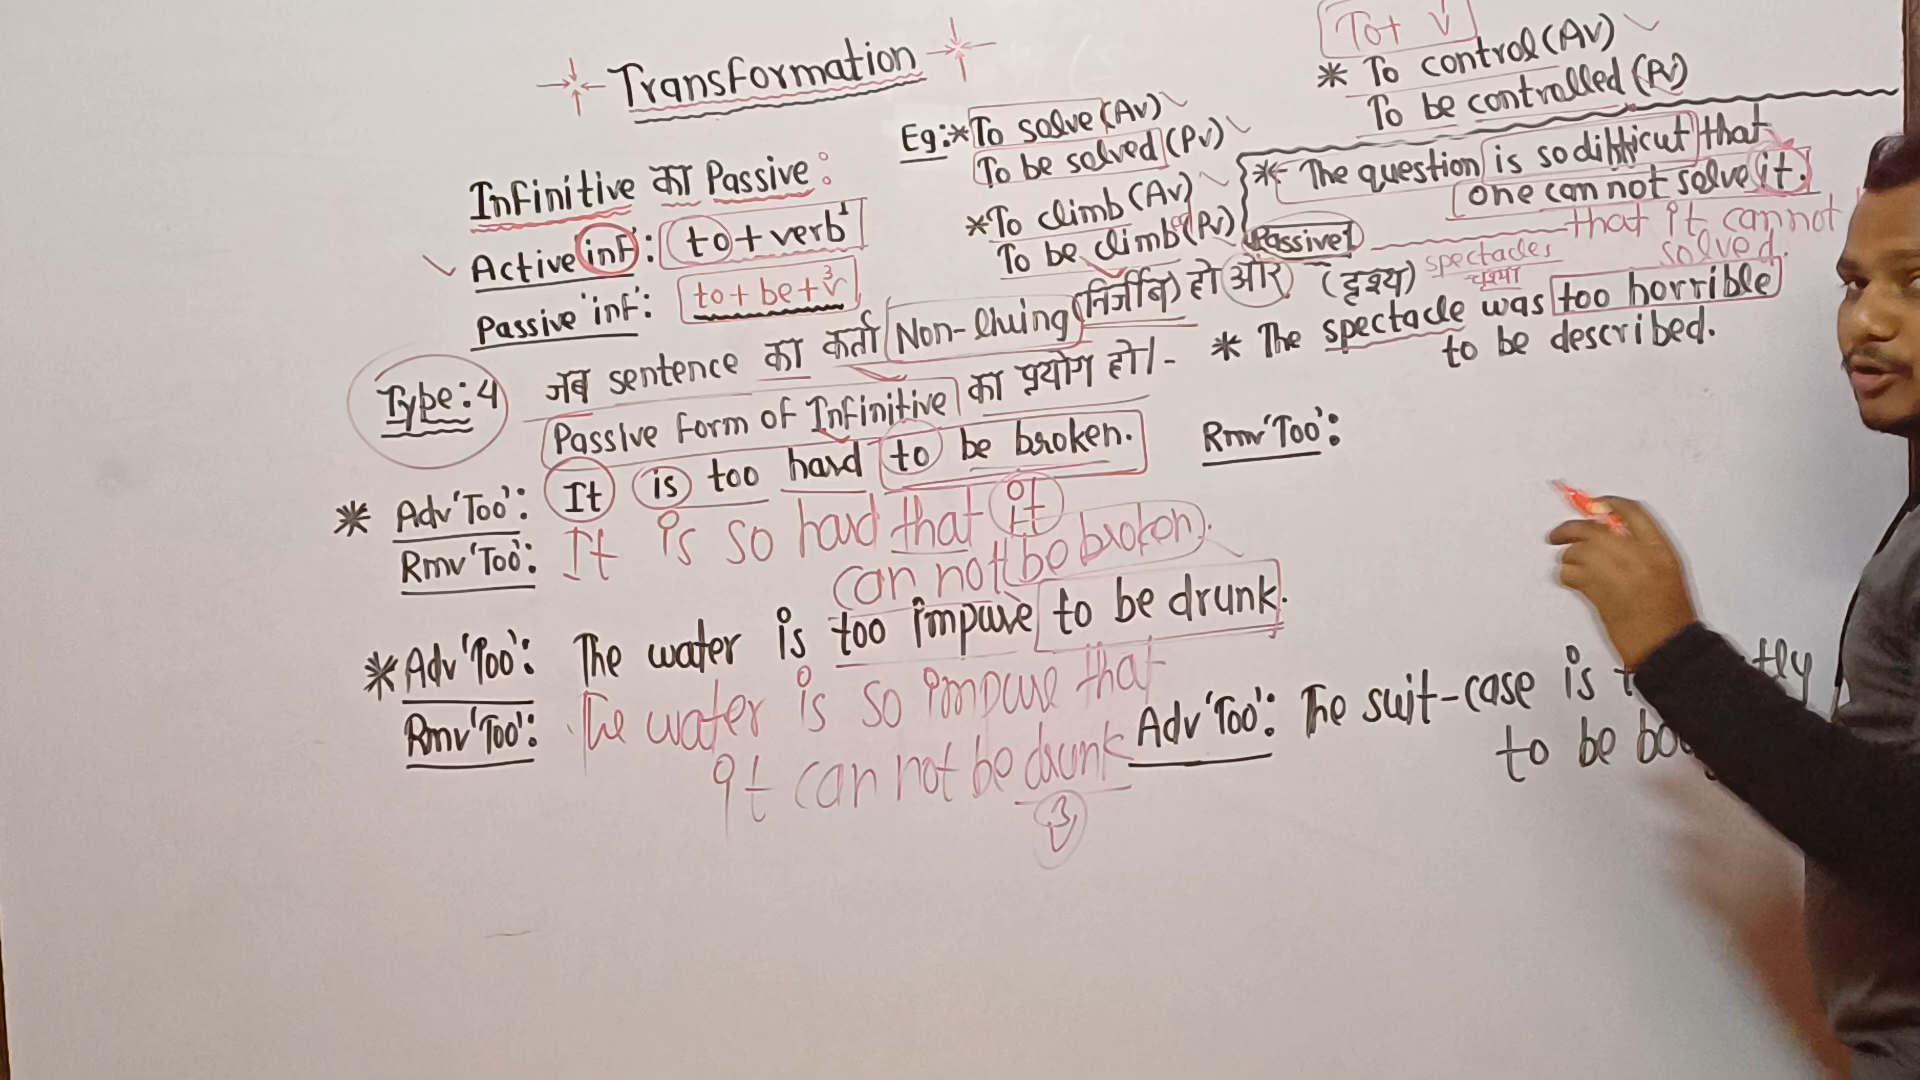 Transformation
Infinitive का Passive:
Active 'inf': to + verb¹
Passive 'inf': to + be + v³
Eg: * To solve (Av)
To be solved (Pv)
* To climb (Av)
To be climbed (Pv)
To + V
* To control (Av)
To be controlled (Pv)
* The question is so difficult that
one can not solve it.
Passive that it cannot
solved.
Type: 4 जब sentence का कर्ता Non-living (निर्जीव) हो और
Passive form of Infinitive का प्रयोग हो।-
(दृश्य) spectacles
चश्मा
* The spectacle was too horrible
to be described.
Rmv 'Too':
* Adv 'Too': It is too hard to be broken.
Rmv 'Too': It is so hard that it
can not be broken.
* Adv 'Too': The water is too impure to be drunk.
Rmv 'Too': The water is so impure that
it can not be drunk
3
Adv 'Too': The suit-case is
to be